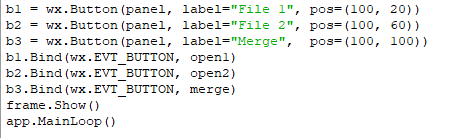 b1 = wx.Button(panel, label="File 1", pos=(100, 20))
b2 = wx.Button(panel, label="File 2", pos=(100, 60))
b3 = wx.Button(panel, label="Merge",  pos=(100, 100))
b1.Bind(wx.EVT_BUTTON, open1)
b2.Bind(wx.EVT_BUTTON, open2)
b3.Bind(wx.EVT_BUTTON, merge)
frame.Show()
app.MainLoop()